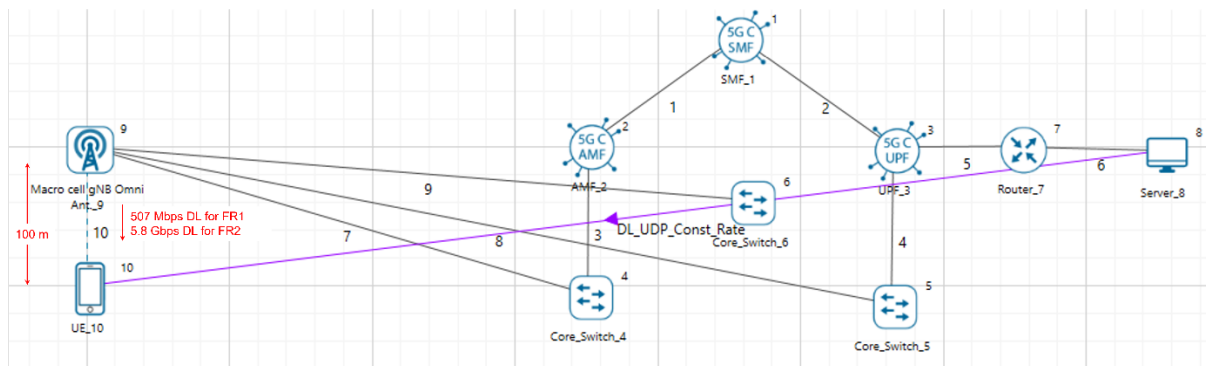 1
5G C
SMF
SMF_1
1
2
9
Macro cell gNB Omni
Ant_9
100 m
507 Mbps DL for FR1
5.8 Gbps DL for FR2
10
10
UE_10
2
5G C
AMF
AMF_2
3
5G C
UPF
UPF_3
7
Router_7
8
Server_8
5
6
9
7
8
6
Core_Switch_6
DL_UDP_Const_Rate
3
4
4
Core_Switch_4
5
Core_Switch_5